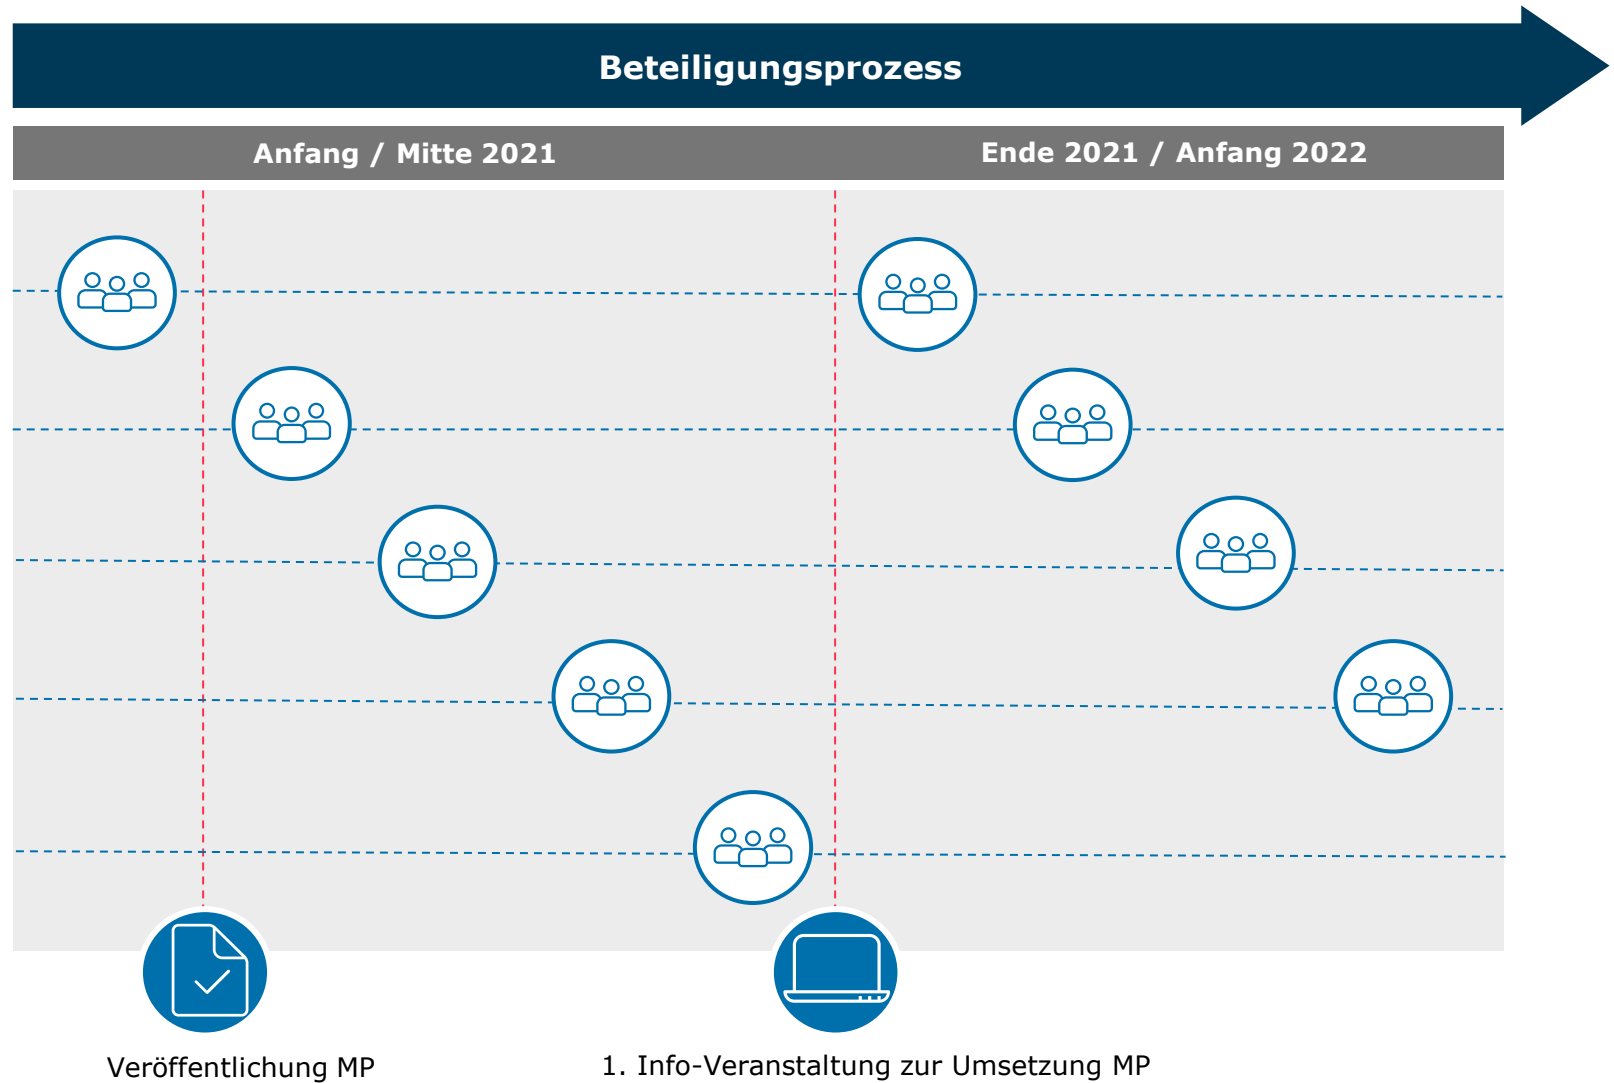 Beteiligungsprozess
Anfang / Mitte 2021
Ende 2021 / Anfang 2022
Veröffentlichung MP
1. Info-Veranstaltung zur Umsetzung MP